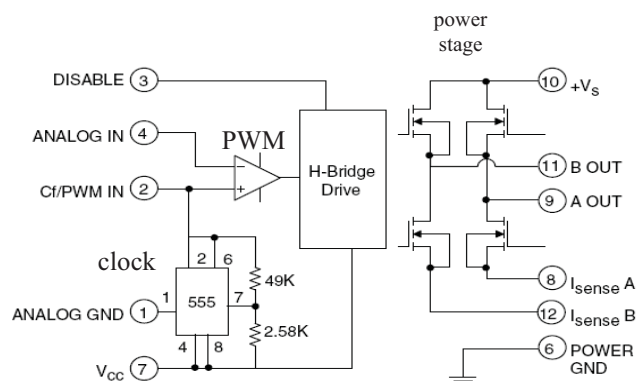 power
stage
DISABLE 3
10 +VS
ANALOG IN 4
PWM
H-Bridge
Drive
11 B OUT
Cf/PWM IN 2
9 A OUT
clock
2 6
49K
8 Isense A
1 555 7
ANALOG GND 1
2.58K
12 Isense B
4 8
6 POWER
GND
VCC 7